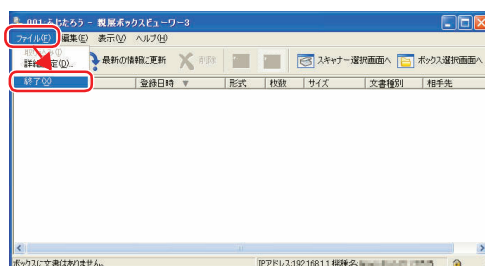 001:ふじたろう - 親展ボックスビューワー3
ファイル(F) 編集(E) 表示(V) ヘルプ(H)
詳細設定(D)...
最新の情報に更新 削除 スキャナー選択画面へ ボックス選択画面へ
終了(X)
登録日時 ▼ 形式 枚数 サイズ 文書種別 相手先
ボックスに文書はありません。 IPアドレス:192.168.1.1 機種名: